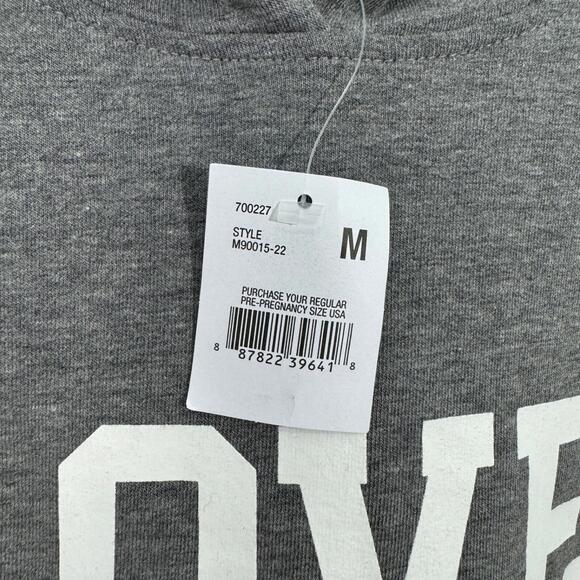 700227
STYLE
M90015-22
M
PURCHASE YOUR REGULAR
PRE-PREGNANCY SIZE USA
8 87822 39641 8
OVE